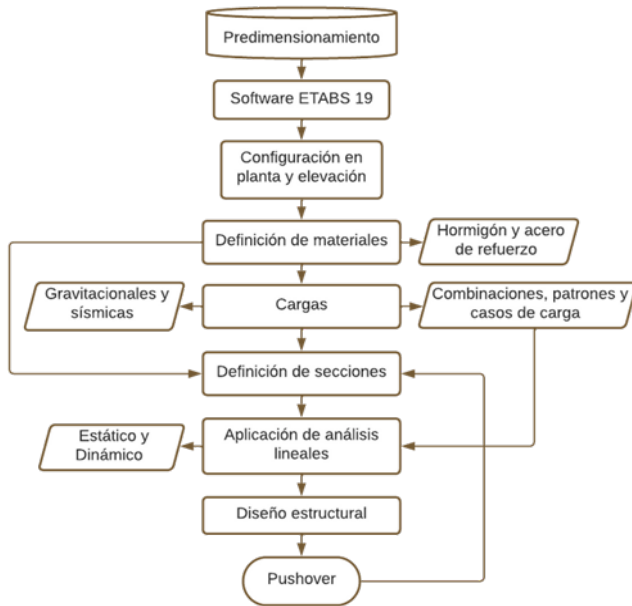 Predimensionamiento
Software ETABS 19
Configuración en
planta y elevación
Definición de materiales
Hormigón y acero
de refuerzo
Gravitacionales y
sísmicas
Cargas
Combinaciones, patrones y
casos de carga
Definición de secciones
Estático y
Dinámico
Aplicación de análisis
lineales
Diseño estructural
Pushover